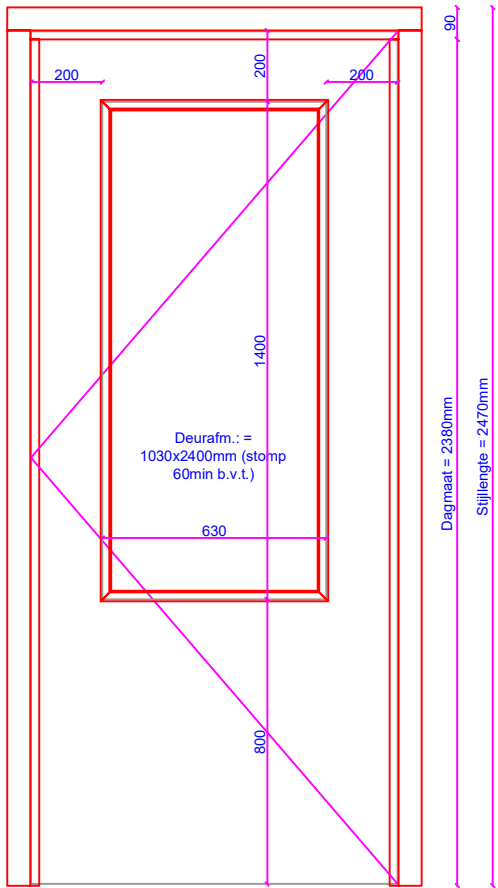 90
200
200
200
1400
Deurafm.: =
1030x2400mm (stomp
60min b.v.t.)
630
800
Dagmaat = 2380mm
Stijllengte = 2470mm